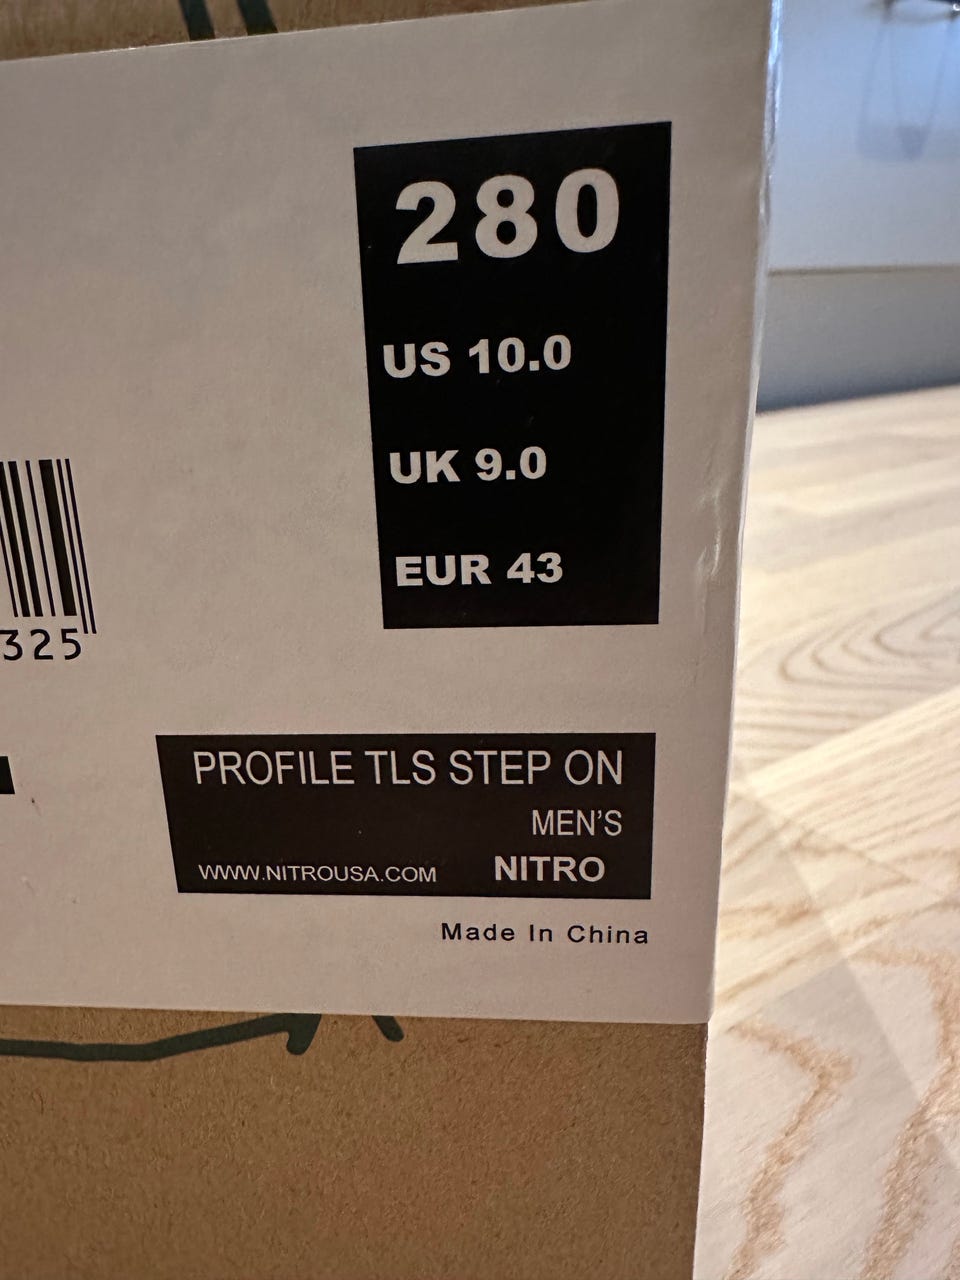 280
US 10.0
UK 9.0
EUR 43
325
PROFILE TLS STEP ON
MEN'S
WWW.NITROUSA.COM NITRO
Made In China